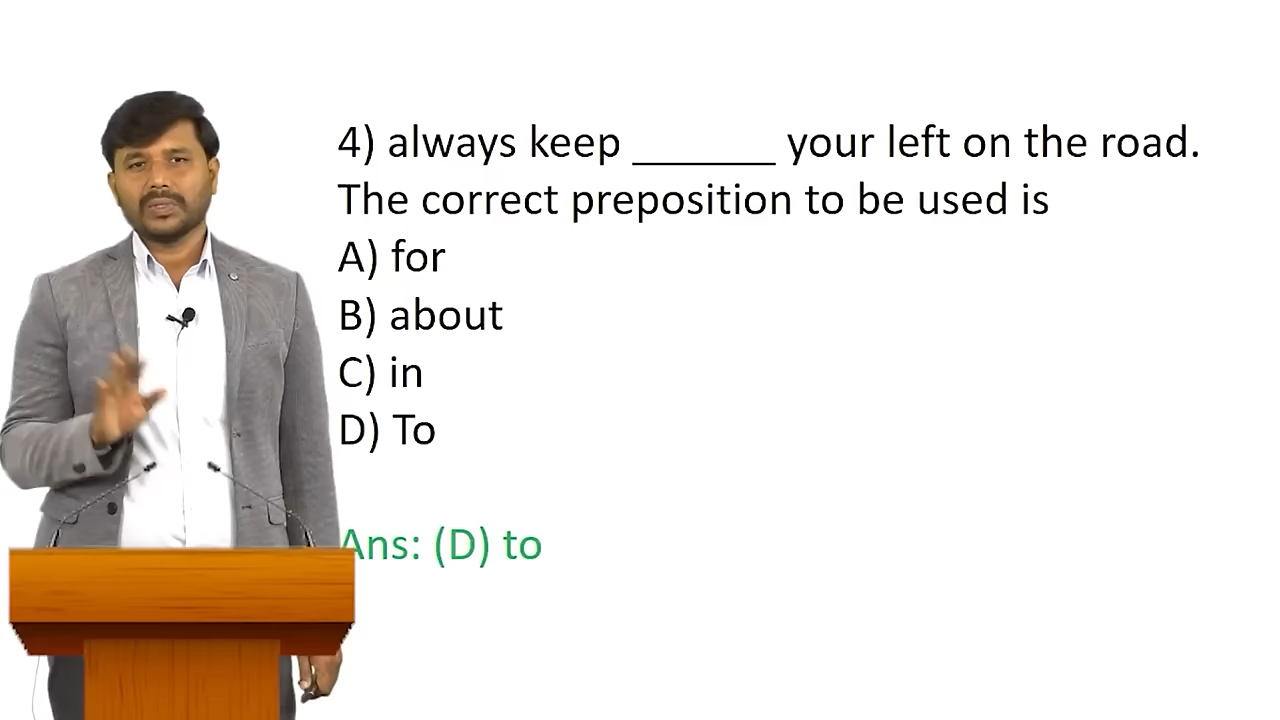 4) always keep ______ your left on the road.
The correct preposition to be used is
A) for
B) about
C) in
D) To
Ans: (D) to